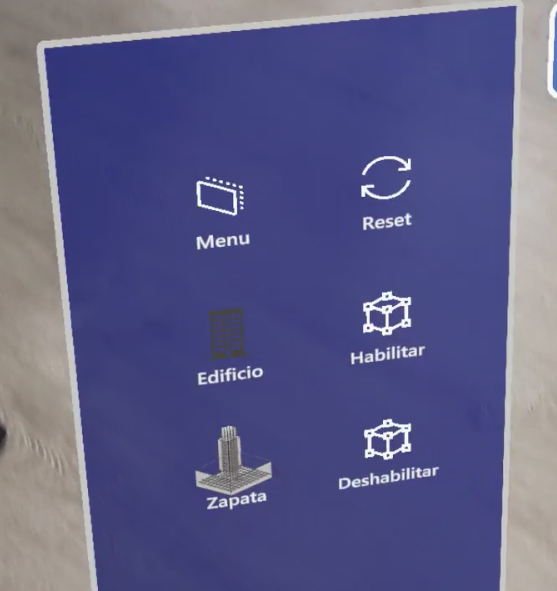 Menu
Reset
Edificio
Habilitar
Zapata
Deshabilitar